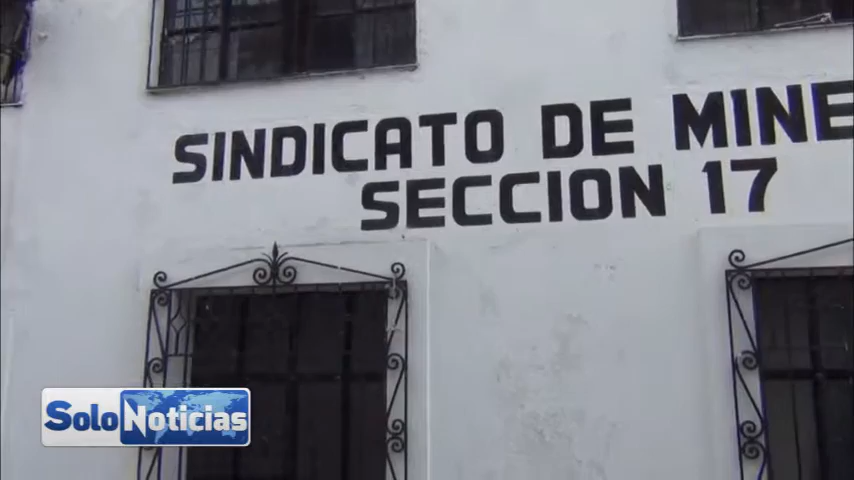 SINDICATO DE MINE
SECCION 17
SoloNoticias